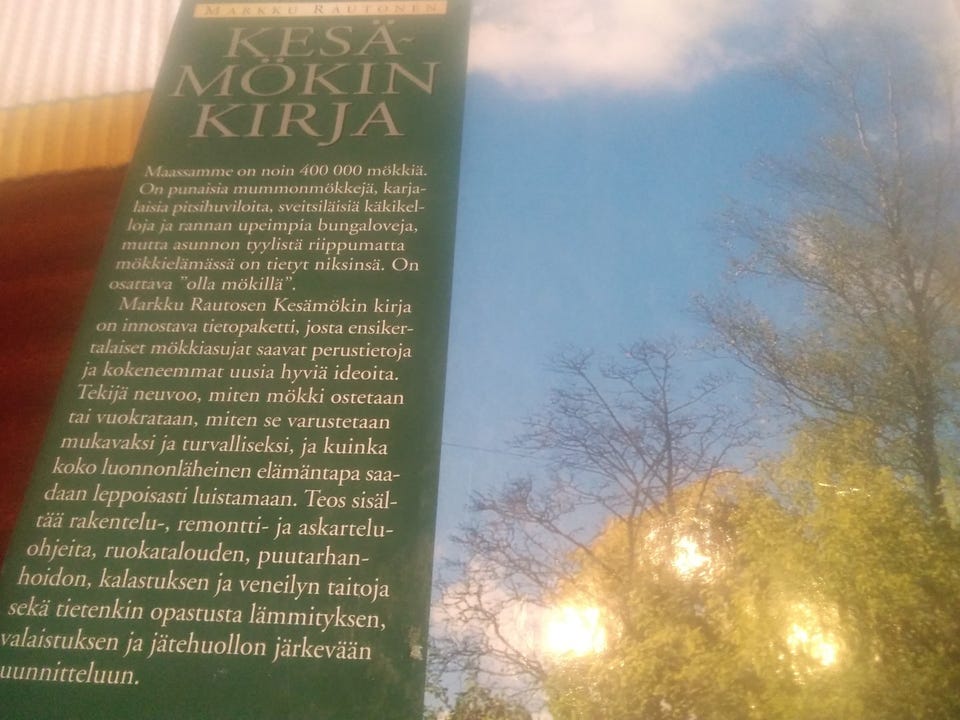 MARKKU RAUTONEN
KESÄ-
MÖKIN
KIRJA
Maassamme on noin 400 000 mökkiä.
On punaisia mummonmökkejä, karja-
laisia pitsihuviloita, sveitsiläisiä käkikel-
loja ja rannan upeimpia bungaloveja,
mutta asunnon tyylistä riippumatta
mökkielämässä on tietyt niksinsä. On
osattava ”olla mökillä”.
Markku Rautosen Kesämökin kirja
on innostava tietopaketti, josta ensiker-
talaiset mökkiasujat saavat perustietoja
ja kokeneemmat uusia hyviä ideoita.
Tekijä neuvoo, miten mökki ostetaan
tai vuokrataan, miten se varustetaan
mukavaksi ja turvalliseksi, ja kuinka
koko luonnonläheinen elämäntapa saa-
daan leppoisasti luistamaan. Teos sisäl-
tää rakentelu-, remontti- ja askartelu-
ohjeita, ruokatalouden, puutarhan-
hoidon, kalastuksen ja veneilyn taitoja
sekä tietenkin opastusta lämmityksen,
valaistuksen ja jätehuollon järkevään
uunnitteluun.